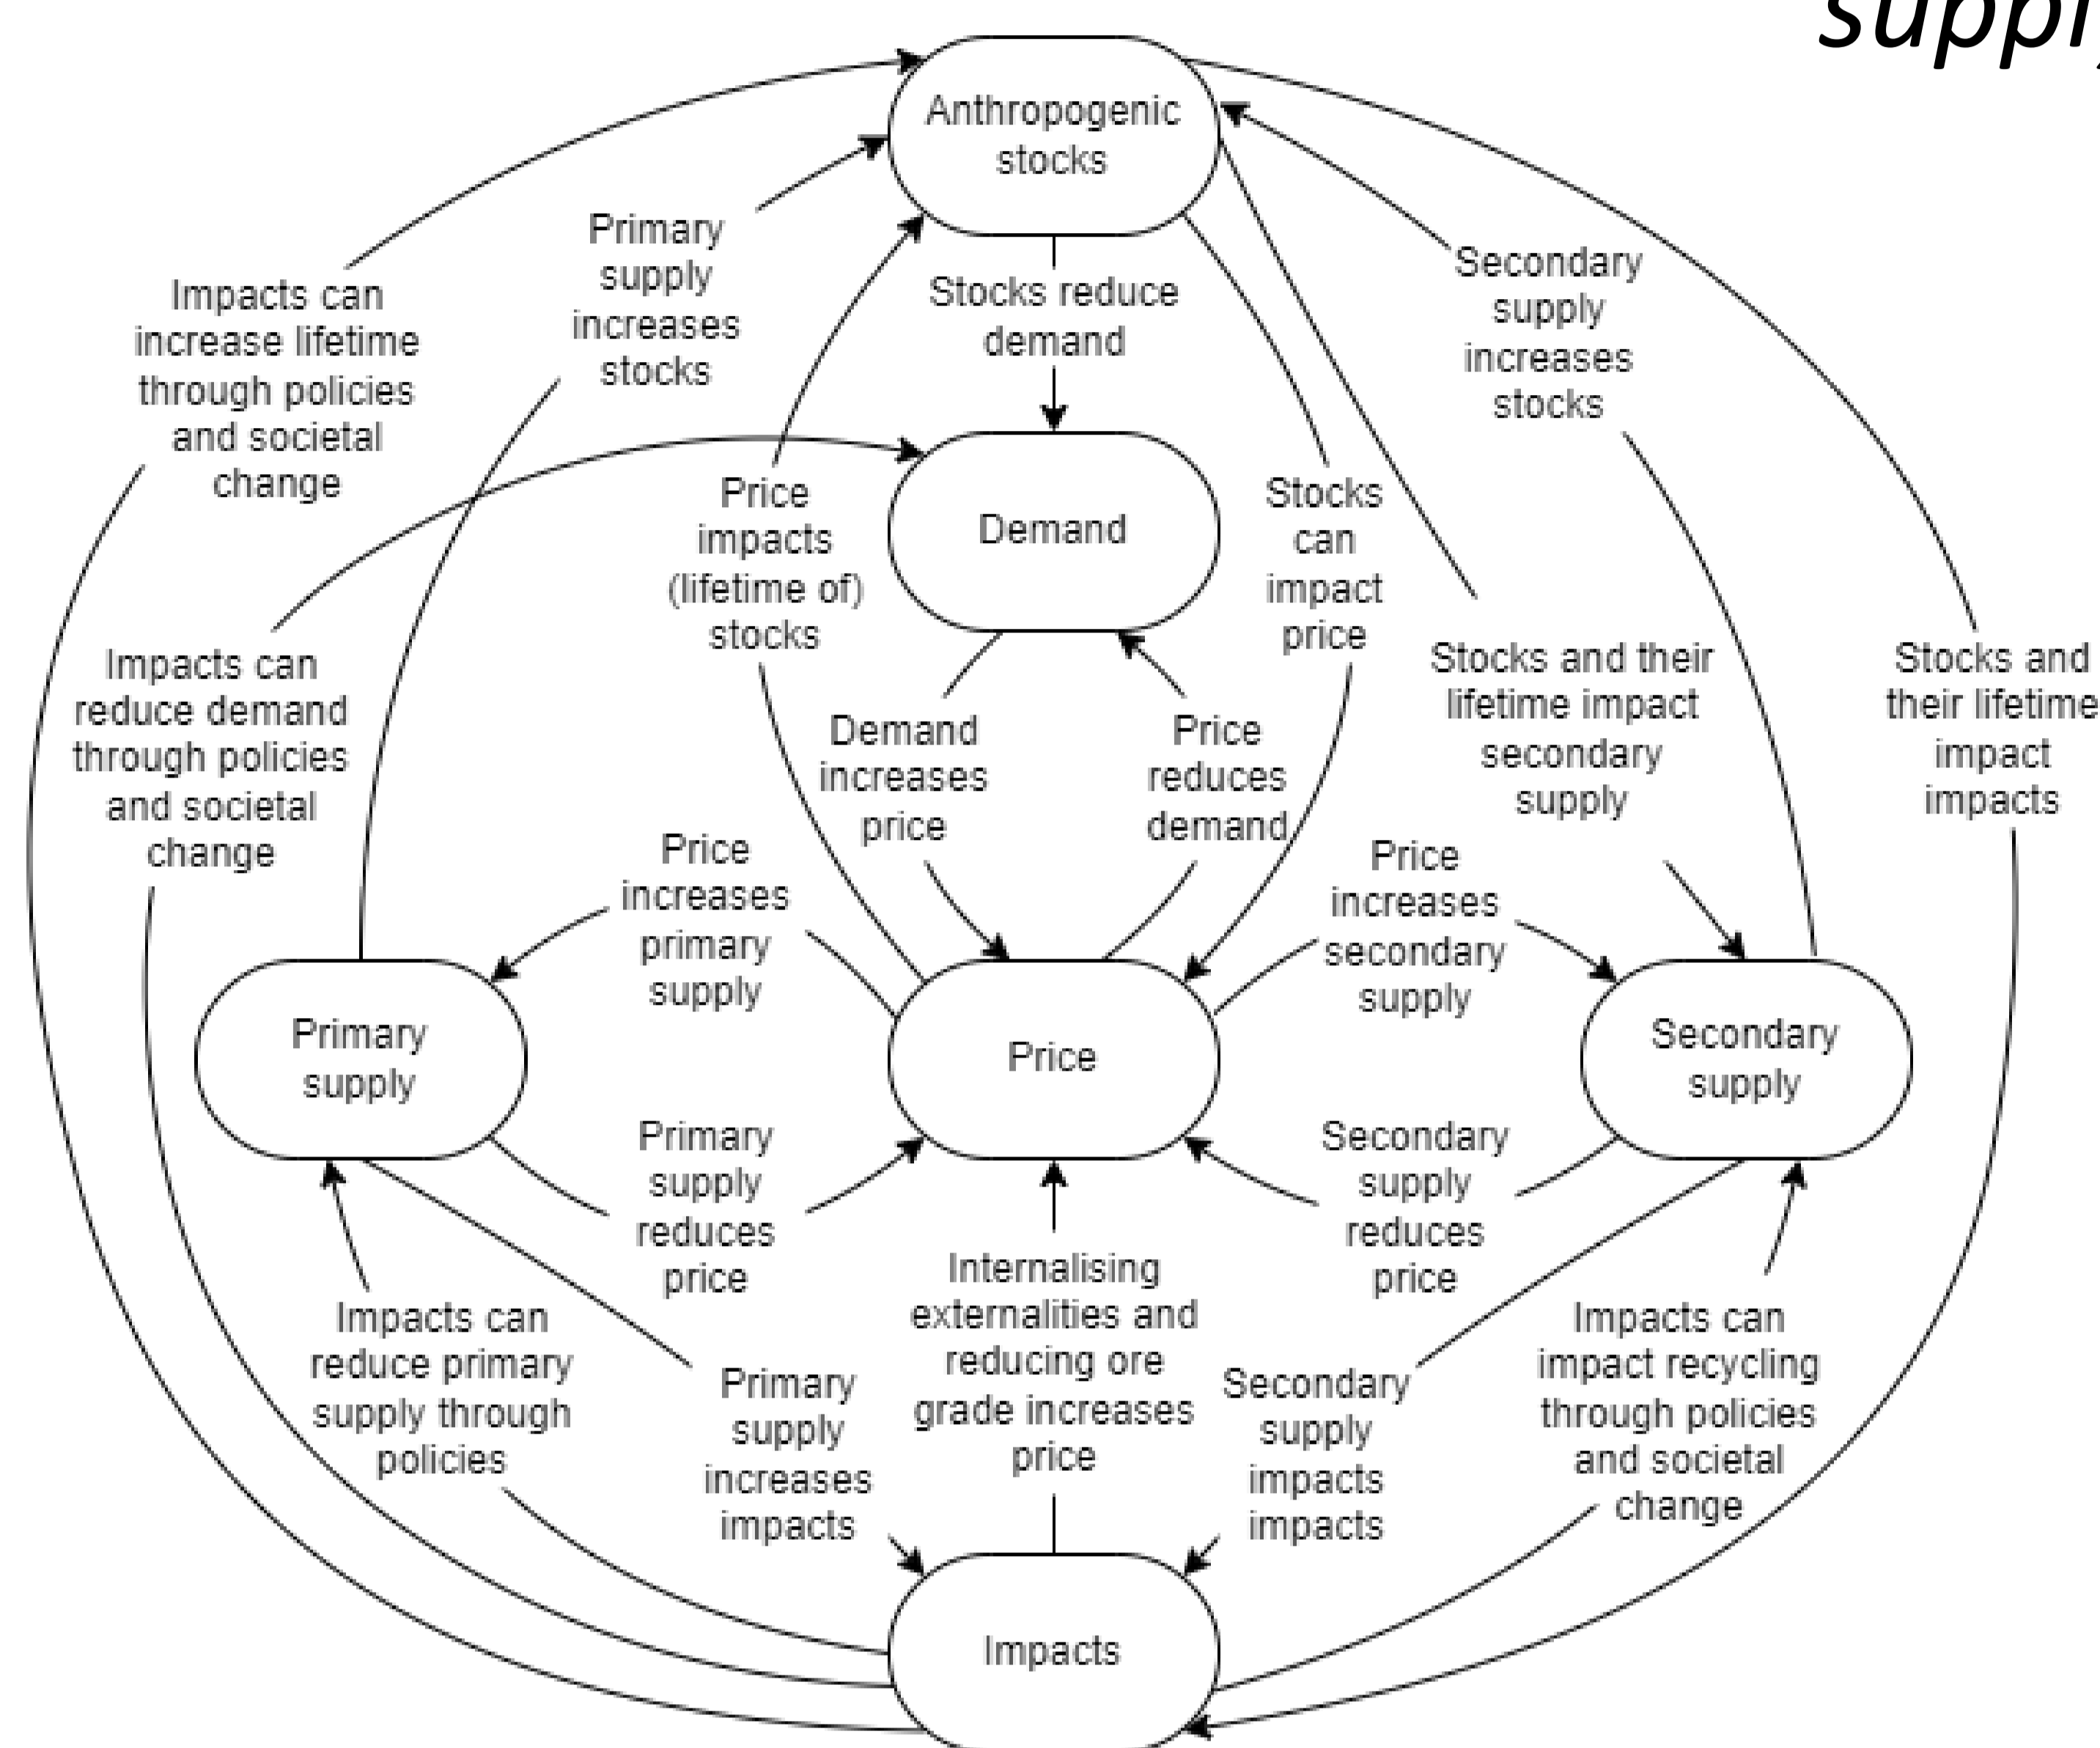 supply
Anthropogenic
stocks
Primary
supply
increases
stocks
Stocks reduce
demand
Secondary
supply
increases
stocks
Impacts can
increase lifetime
through policies
and societal
change
Price
impacts
(lifetime of)
stocks
Demand
Stocks
can
impact
price
Impacts can
reduce demand
through policies
and societal
change
Demand
increases
price
Price
reduces
demand
Stocks and their
lifetime impact
secondary
supply
Stocks and
their lifetime
impact
impacts
Price
increases
primary
supply
Price
increases
secondary
supply
Primary
supply
Price
Secondary
supply
Primary
supply
reduces
price
Secondary
supply
reduces
price
Impacts can
reduce primary
supply through
policies
Primary
supply
increases
impacts
Internalising
externalities and
reducing ore
grade increases
price
Secondary
supply
impacts
impacts
Impacts can
impact recycling
through policies
and societal
change
Impacts